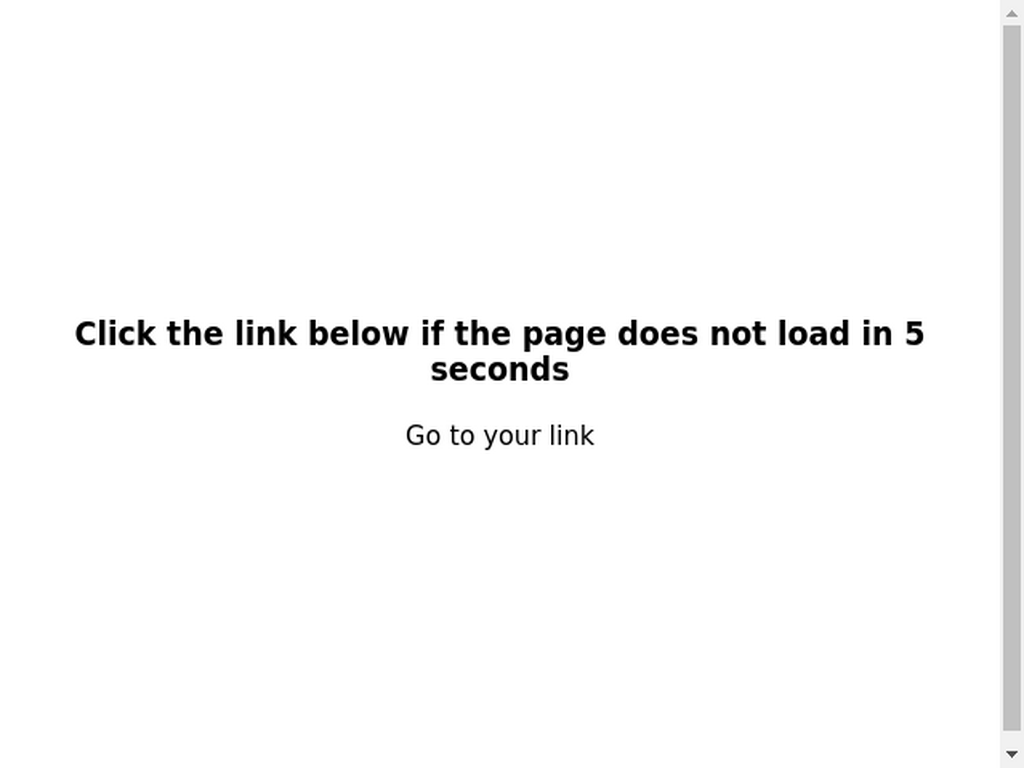 Click the link below if the page does not load in 5
seconds
Go to your link